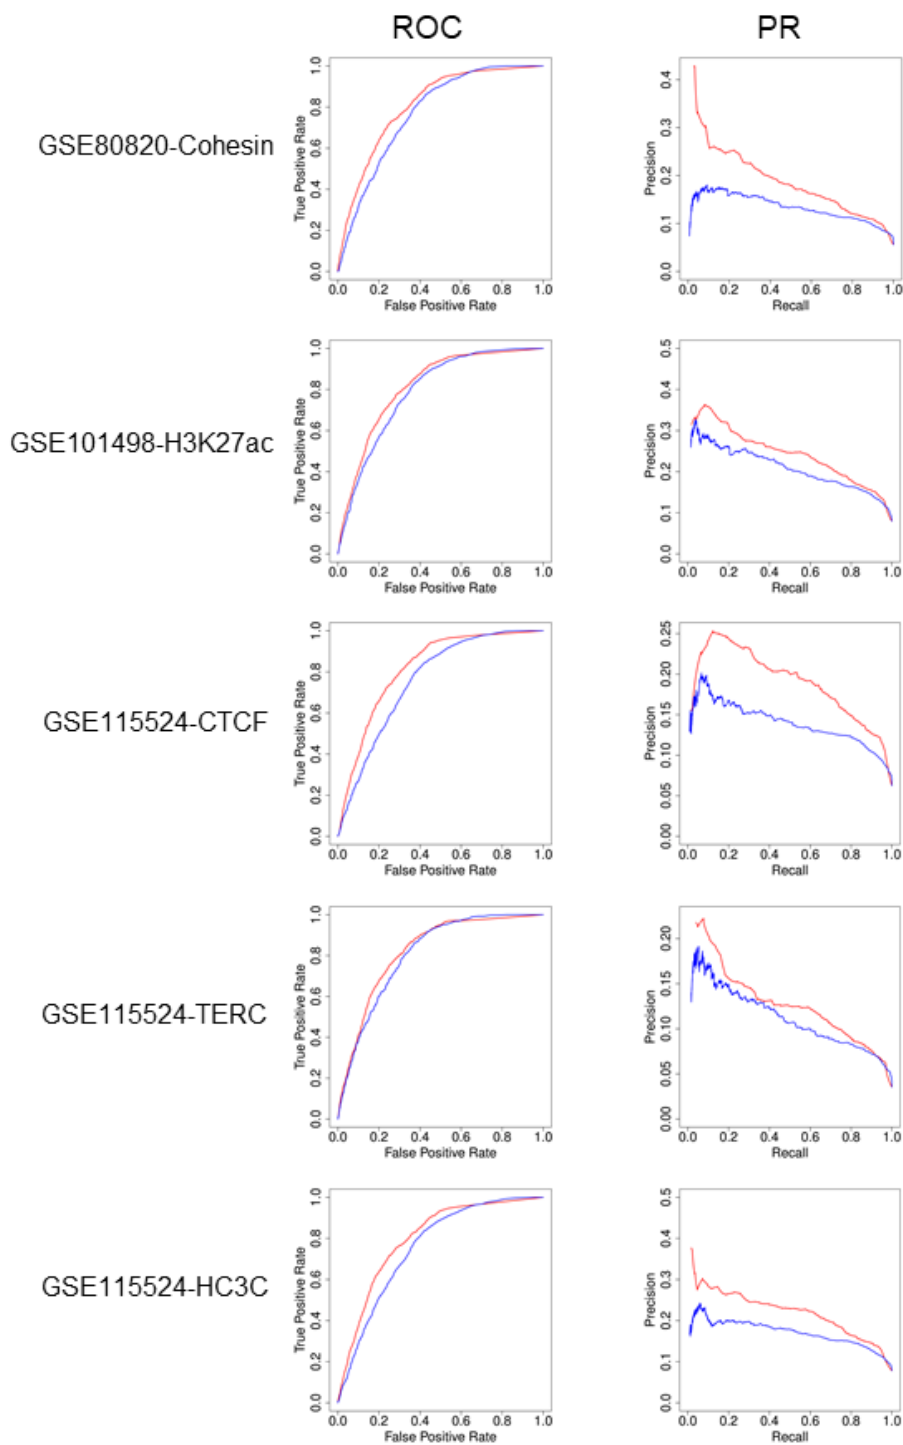 ROC PR
GSE80820-Cohesin
True Positive Rate
0.0 0.2 0.4 0.6 0.8 1.0
0.0 0.2 0.4 0.6 0.8 1.0
False Positive Rate
Precision
0.0 0.1 0.2 0.3 0.4
0.0 0.2 0.4 0.6 0.8 1.0
Recall
GSE101498-H3K27ac
True Positive Rate
0.0 0.2 0.4 0.6 0.8 1.0
0.0 0.2 0.4 0.6 0.8 1.0
False Positive Rate
Precision
0.0 0.1 0.2 0.3 0.4 0.5
0.0 0.2 0.4 0.6 0.8 1.0
Recall
GSE115524-CTCF
True Positive Rate
0.0 0.2 0.4 0.6 0.8 1.0
0.0 0.2 0.4 0.6 0.8 1.0
False Positive Rate
Precision
0.00 0.05 0.10 0.15 0.20 0.25
0.0 0.2 0.4 0.6 0.8 1.0
Recall
GSE115524-TERC
True Positive Rate
0.0 0.2 0.4 0.6 0.8 1.0
0.0 0.2 0.4 0.6 0.8 1.0
False Positive Rate
Precision
0.00 0.05 0.10 0.15 0.20
0.0 0.2 0.4 0.6 0.8 1.0
Recall
GSE115524-HC3C
True Positive Rate
0.0 0.2 0.4 0.6 0.8 1.0
0.0 0.2 0.4 0.6 0.8 1.0
False Positive Rate
Precision
0.0 0.1 0.2 0.3 0.4 0.5
0.0 0.2 0.4 0.6 0.8 1.0
Recall